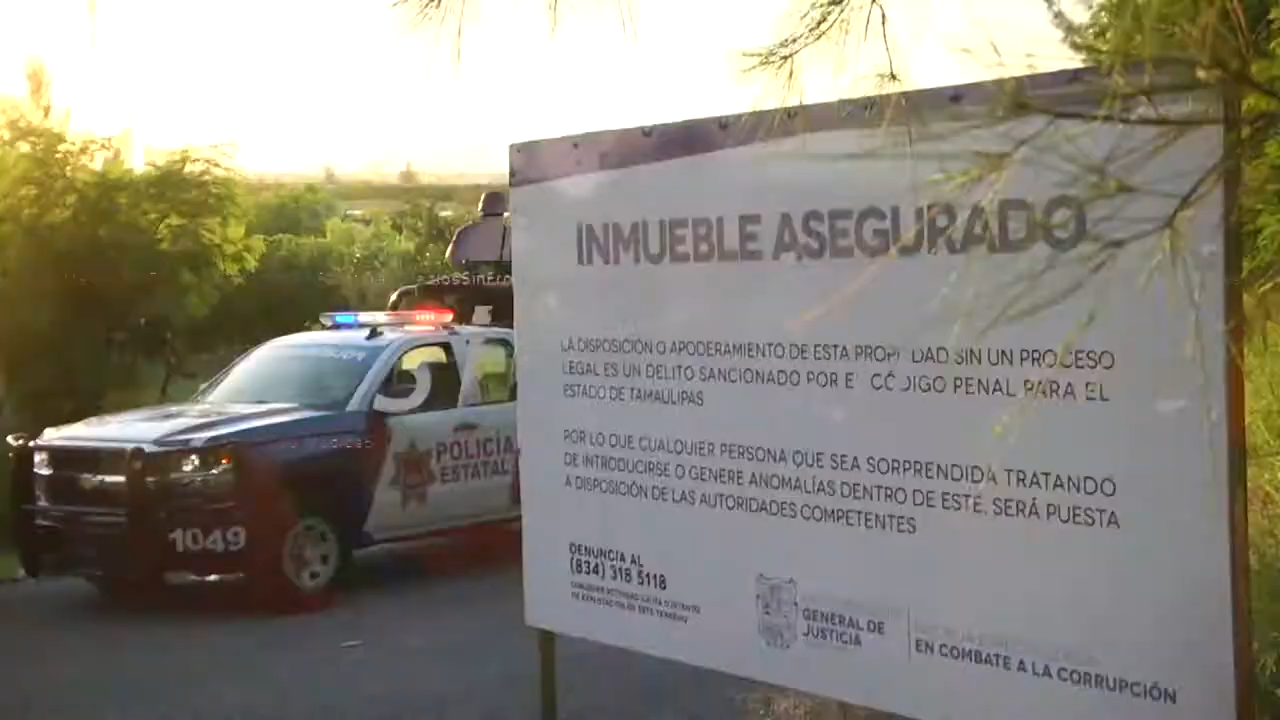 INMUEBLE ASEGURADO
LA DISPOSICIÓN O APODERAMIENTO DE ESTA DAD SIN UN PROCESO
LEGAL ES UN DELITO SANCIONADO POR E CÓDIGO PENAL PARA EL
ESTADO DE TAMAULIPAS
POR LO QUE CUALQUIER PERSONA QUE SEA SORPRENDIDA TRATANDO
DE INTRODUCIRSE O GENERE ANOMALÍAS DENTRO DE ESTE, SERÁ PUESTA
A DISPOSICIÓN DE LAS AUTORIDADES COMPETENTES
DENUNCIA AL
(834) 318 5118
GENERAL DE
JUSTICIA
EN COMBATE A LA CORRUPCIÓN
POLICÍA
ESTATAL
1049